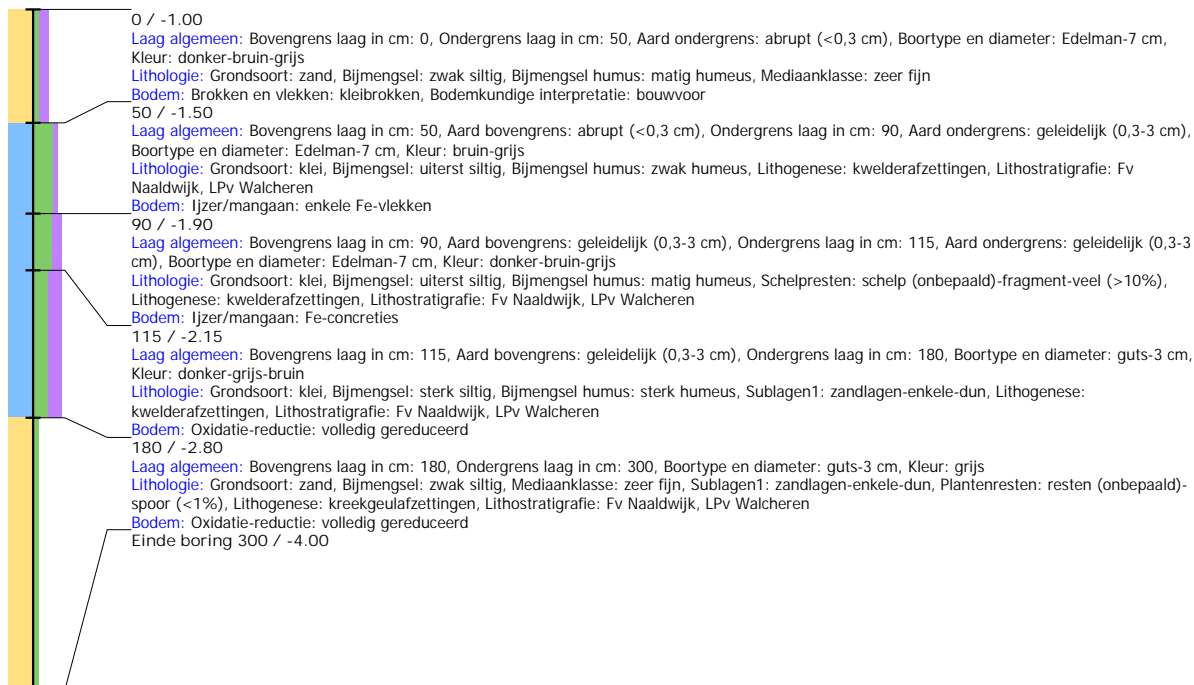 0 / -1.00
Laag algemeen: Bovengrens laag in cm: 0, Ondergrens laag in cm: 50, Aard ondergrens: abrupt (<0,3 cm), Boortype en diameter: Edelman-7 cm,
Kleur: donker-bruin-grijs
Lithologie: Grondsoort: zand, Bijmengsel: zwak siltig, Bijmengsel humus: matig humeus, Mediaanklasse: zeer fijn
Bodem: Brokken en vlekken: kleibrokken, Bodemkundige interpretatie: bouwvoor
50 / -1.50
Laag algemeen: Bovengrens laag in cm: 50, Aard bovengrens: abrupt (<0,3 cm), Ondergrens laag in cm: 90, Aard ondergrens: geleidelijk (0,3-3 cm),
Boortype en diameter: Edelman-7 cm, Kleur: bruin-grijs
Lithologie: Grondsoort: klei, Bijmengsel: uiterst siltig, Bijmengsel humus: zwak humeus, Lithogenese: kwelderafzettingen, Lithostratigrafie: Fv
Naaldwijk, LPv Walcheren
Bodem: Ijzer/mangaan: enkele Fe-vlekken
90 / -1.90
Laag algemeen: Bovengrens laag in cm: 90, Aard bovengrens: geleidelijk (0,3-3 cm), Ondergrens laag in cm: 115, Aard ondergrens: geleidelijk (0,3-3
cm), Boortype en diameter: Edelman-7 cm, Kleur: donker-bruin-grijs
Lithologie: Grondsoort: klei, Bijmengsel: uiterst siltig, Bijmengsel humus: matig humeus, Schelpresten: schelp (onbepaald)-fragment-veel (>10%),
Lithogenese: kwelderafzettingen, Lithostratigrafie: Fv Naaldwijk, LPv Walcheren
Bodem: Ijzer/mangaan: Fe-concreties
115 / -2.15
Laag algemeen: Bovengrens laag in cm: 115, Aard bovengrens: geleidelijk (0,3-3 cm), Ondergrens laag in cm: 180, Boortype en diameter: guts-3 cm,
Kleur: donker-grijs-bruin
Lithologie: Grondsoort: klei, Bijmengsel: sterk siltig, Bijmengsel humus: sterk humeus, Sublagen1: zandlagen-enkele-dun, Lithogenese:
kwelderafzettingen, Lithostratigrafie: Fv Naaldwijk, LPv Walcheren
Bodem: Oxidatie-reductie: volledig gereduceerd
180 / -2.80
Laag algemeen: Bovengrens laag in cm: 180, Ondergrens laag in cm: 300, Boortype en diameter: guts-3 cm, Kleur: grijs
Lithologie: Grondsoort: zand, Bijmengsel: zwak siltig, Mediaanklasse: zeer fijn, Sublagen1: zandlagen-enkele-dun, Plantenresten: resten (onbepaald)-
spoor (<1%), Lithogenese: kreekgeulafzettingen, Lithostratigrafie: Fv Naaldwijk, LPv Walcheren
Bodem: Oxidatie-reductie: volledig gereduceerd
Einde boring 300 / -4.00